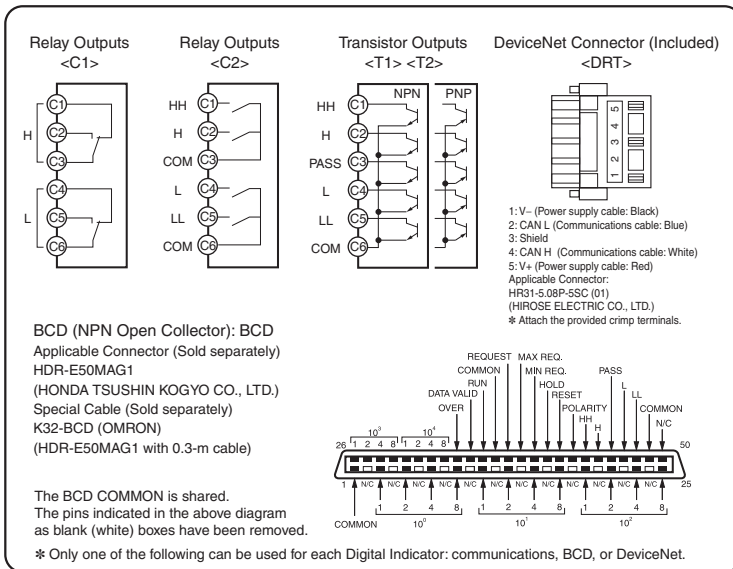 Relay Outputs
<C1>
H
L
C1
C2
C3
C4
C5
C6
Relay Outputs
<C2>
HH
H
COM
L
LL
COM
C1
C2
C3
C4
C5
C6
Transistor Outputs
<T1> <T2>
NPN
PNP
HH
H
PASS
L
LL
COM
C1
C2
C3
C4
C5
C6
DeviceNet Connector (Included)
<DRT>
1 2 3 4 5
1: V– (Power supply cable: Black)
2: CAN L (Communications cable: Blue)
3: Shield
4: CAN H (Communications cable: White)
5: V+ (Power supply cable: Red)
Applicable Connector:
HR31-5.08P-5SC (01)
(HIROSE ELECTRIC CO., LTD.)
✽ Attach the provided crimp terminals.
BCD (NPN Open Collector): BCD
Applicable Connector (Sold separately)
HDR-E50MAG1
(HONDA TSUSHIN KOGYO CO., LTD.)
Special Cable (Sold separately)
K32-BCD (OMRON)
(HDR-E50MAG1 with 0.3-m cable)
The BCD COMMON is shared.
The pins indicated in the above diagram
as blank (white) boxes have been removed.
REQUEST MAX REQ. PASS
COMMON MIN REQ. L
RUN HOLD LL
DATA VALID RESET COMMON
OVER POLARITY N/C
HH
H
10³ 10⁴
26 1 2 4 8 1 2 4 8 50
1 N/C N/C N/C N/C N/C N/C N/C N/C N/C N/C N/C N/C 25
1 2 4 8 1 2 4 8 1 2 4 8
COMMON 10⁰ 10¹ 10²
✽ Only one of the following can be used for each Digital Indicator: communications, BCD, or DeviceNet.